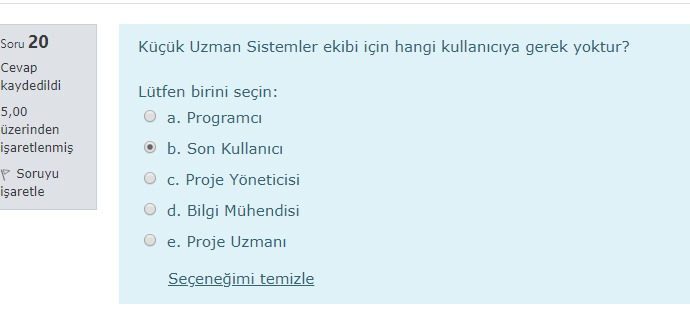 Soru 20
Cevap
kaydedildi
5,00
üzerinden
işaretlenmiş
Soruyu
işaretle
Küçük Uzman Sistemler ekibi için hangi kullanıcıya gerek yoktur?
Lütfen birini seçin:
a. Programcı
b. Son Kullanıcı
c. Proje Yöneticisi
d. Bilgi Mühendisi
e. Proje Uzmanı
Seçeneğimi temizle